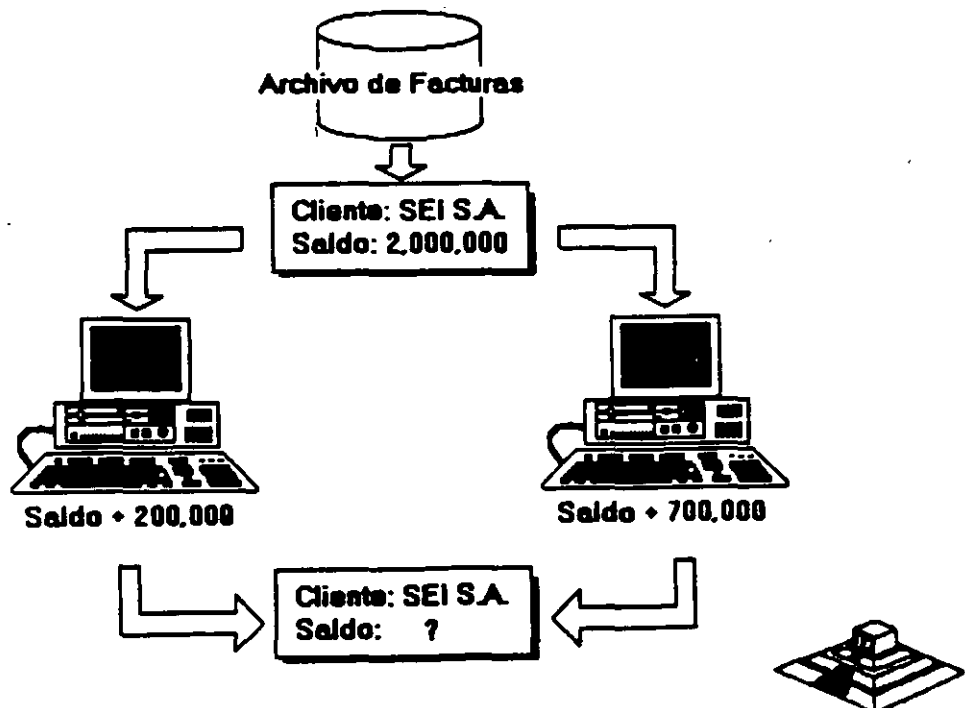 Archivo de Facturas
Cliente: SEI S.A.
Saldo: 2,000,000
Saldo + 200,000
Saldo + 700,000
Cliente: SEI S.A.
Saldo: ?